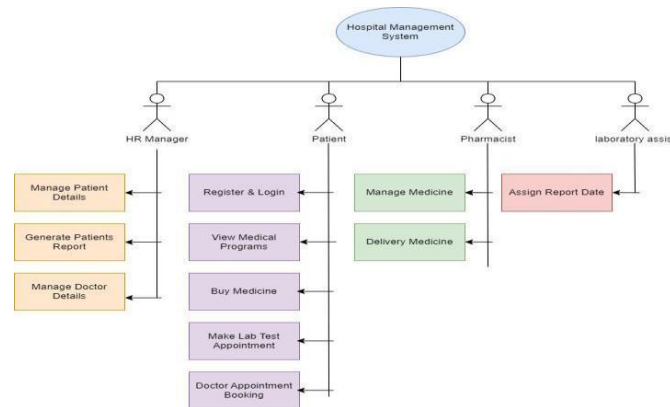 Hospital Management
System
HR Manager
Patient
Pharmacist
laboratory assis
Manage Patient
Details
Generate Patients
Report
Manage Doctor
Details
Register & Login
View Medical
Programs
Buy Medicine
Make Lab Test
Appointment
Doctor Appointment
Booking
Manage Medicine
Delivery Medicine
Assign Report Date